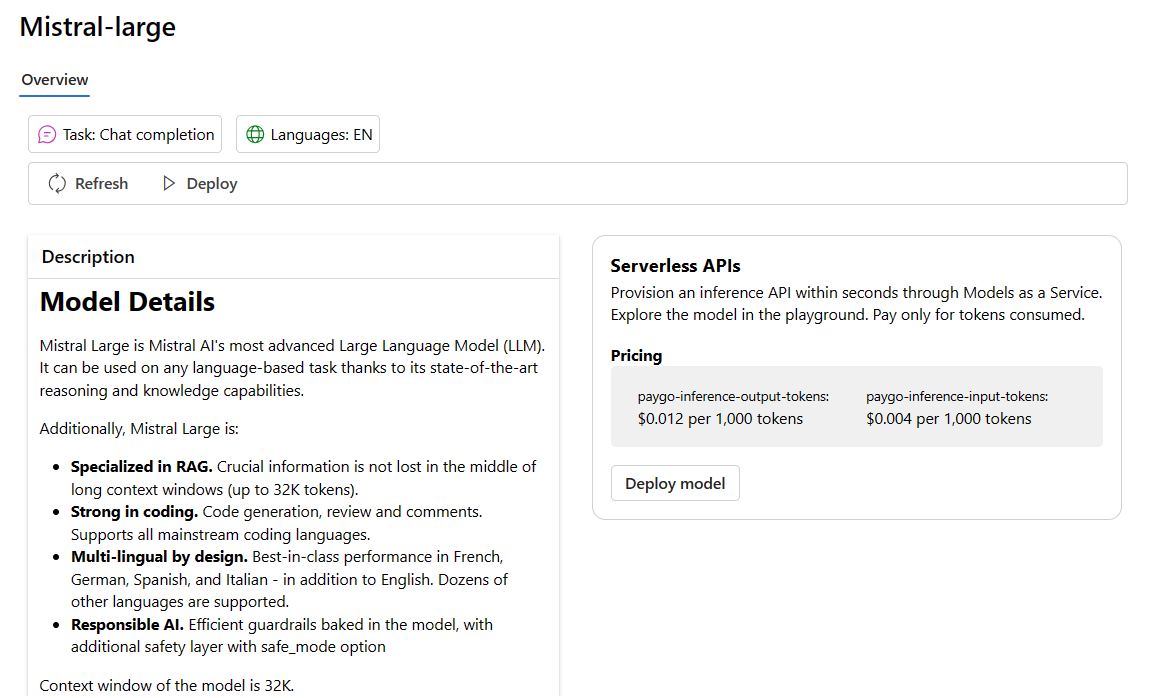 Mistral-large
Overview
Task: Chat completion
Languages: EN
Refresh
Deploy
Description
Model Details
Mistral Large is Mistral AI's most advanced Large Language Model (LLM).
It can be used on any language-based task thanks to its state-of-the-art
reasoning and knowledge capabilities.
Additionally, Mistral Large is:
• Specialized in RAG. Crucial information is not lost in the middle of
long context windows (up to 32K tokens).
• Strong in coding. Code generation, review and comments.
Supports all mainstream coding languages.
• Multi-lingual by design. Best-in-class performance in French,
German, Spanish, and Italian - in addition to English. Dozens of
other languages are supported.
• Responsible AI. Efficient guardrails baked in the model, with
additional safety layer with safe_mode option
Context window of the model is 32K.
Serverless APIs
Provision an inference API within seconds through Models as a Service.
Explore the model in the playground. Pay only for tokens consumed.
Pricing
paygo-inference-output-tokens:
$0.012 per 1,000 tokens
paygo-inference-input-tokens:
$0.004 per 1,000 tokens
Deploy model